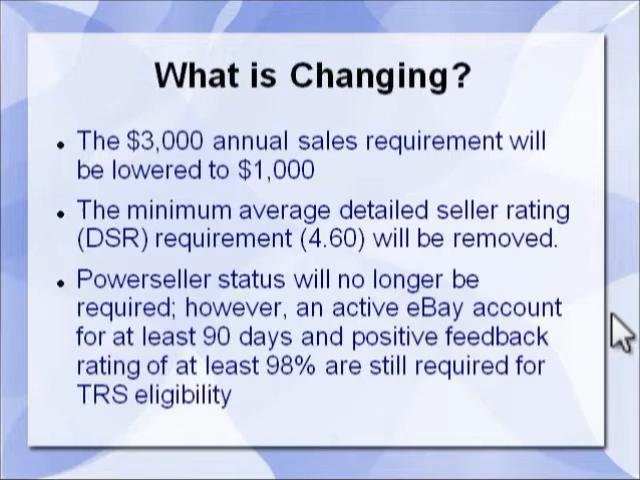 What is Changing?
• The $3,000 annual sales requirement will
be lowered to $1,000
• The minimum average detailed seller rating
(DSR) requirement (4.60) will be removed.
• Powerseller status will no longer be
required; however, an active eBay account
for at least 90 days and positive feedback
rating of at least 98% are still required for
TRS eligibility